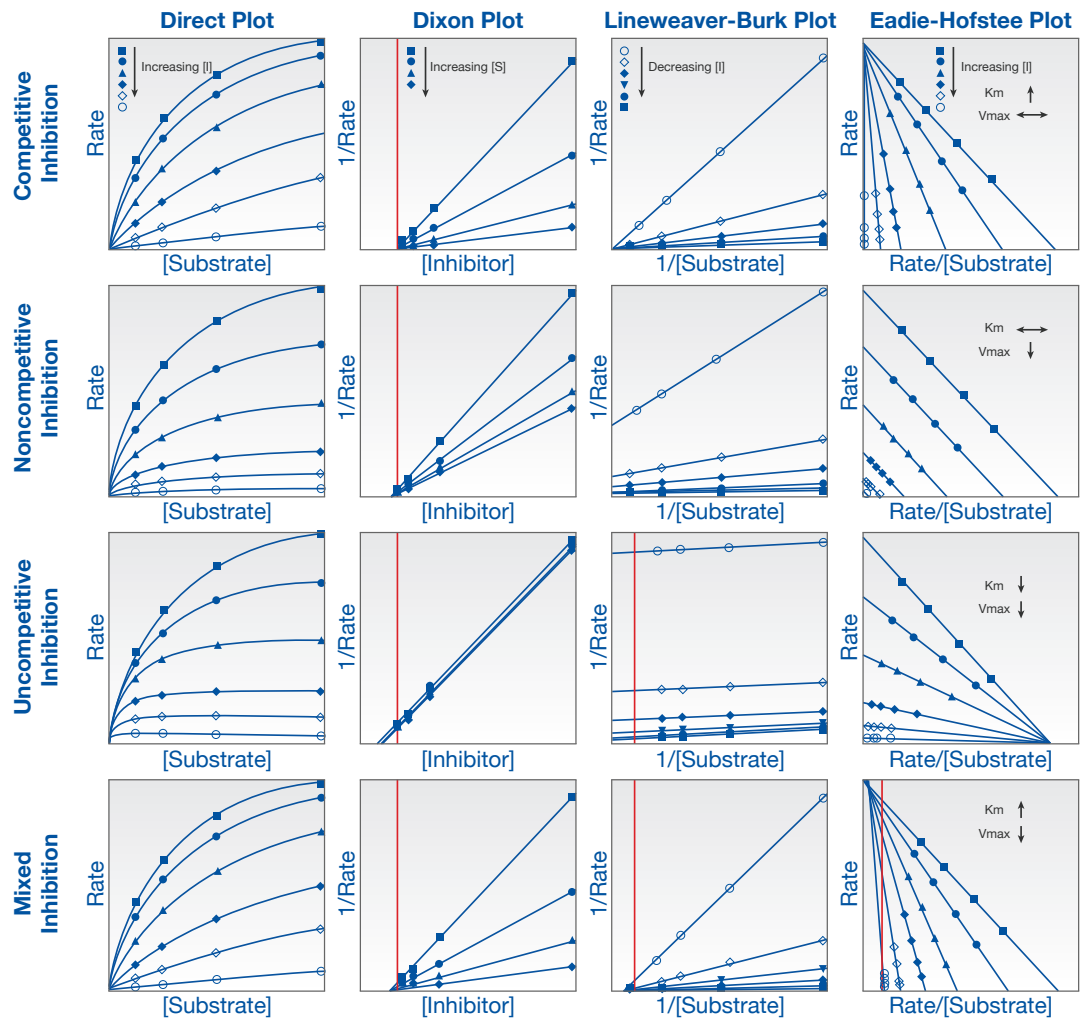 Direct Plot
Dixon Plot
Lineweaver-Burk Plot
Eadie-Hofstee Plot
Competitive
Inhibition
Rate
Increasing [I]
[Substrate]
1/Rate
Increasing [S]
[Inhibitor]
1/Rate
Decreasing [I]
1/[Substrate]
Rate
Increasing [I]
Km
Vmax
Rate/[Substrate]
Noncompetitive
Inhibition
Rate
[Substrate]
1/Rate
[Inhibitor]
1/Rate
1/[Substrate]
Rate
Km
Vmax
Rate/[Substrate]
Uncompetitive
Inhibition
Rate
[Substrate]
1/Rate
[Inhibitor]
1/Rate
1/[Substrate]
Rate
Km
Vmax
Rate/[Substrate]
Mixed
Inhibition
Rate
[Substrate]
1/Rate
[Inhibitor]
1/Rate
1/[Substrate]
Rate
Km
Vmax
Rate/[Substrate]